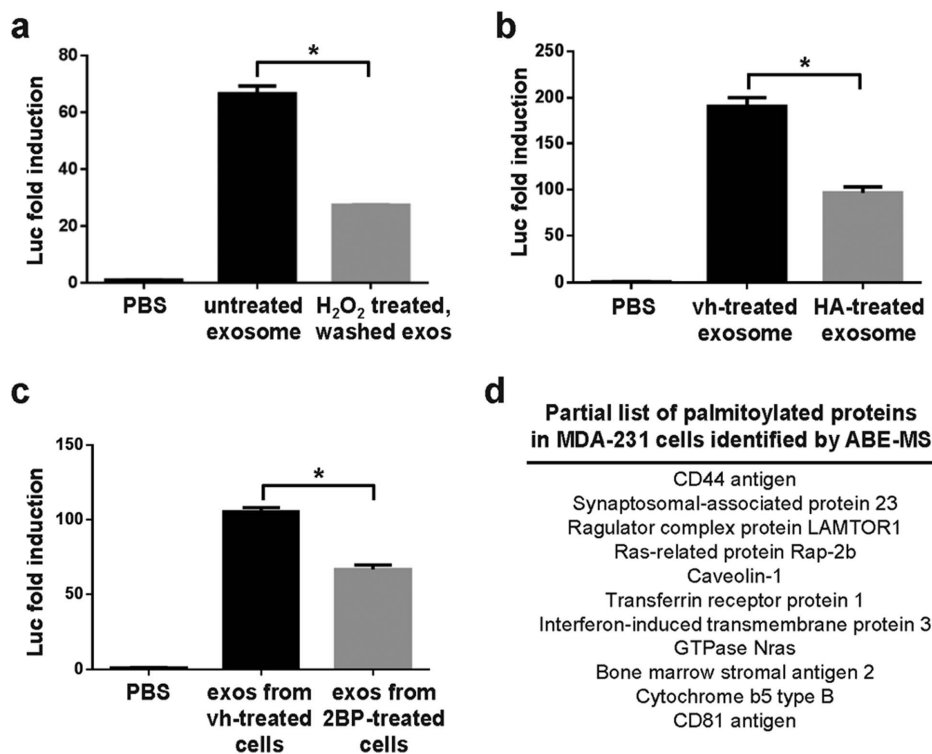 a
*
80
60
40
20
0
Luc fold induction
PBS
untreated
exosome
H₂O₂ treated,
washed exos
b
*
250
200
150
100
50
0
Luc fold induction
PBS
vh-treated
exosome
HA-treated
exosome
c
*
150
100
50
0
Luc fold induction
PBS
exos from
vh-treated
cells
exos from
2BP-treated
cells
d
Partial list of palmitoylated proteins
in MDA-231 cells identified by ABE-MS
CD44 antigen
Synaptosomal-associated protein 23
Ragulator complex protein LAMTOR1
Ras-related protein Rap-2b
Caveolin-1
Transferrin receptor protein 1
Interferon-induced transmembrane protein 3
GTPase Nras
Bone marrow stromal antigen 2
Cytochrome b5 type B
CD81 antigen